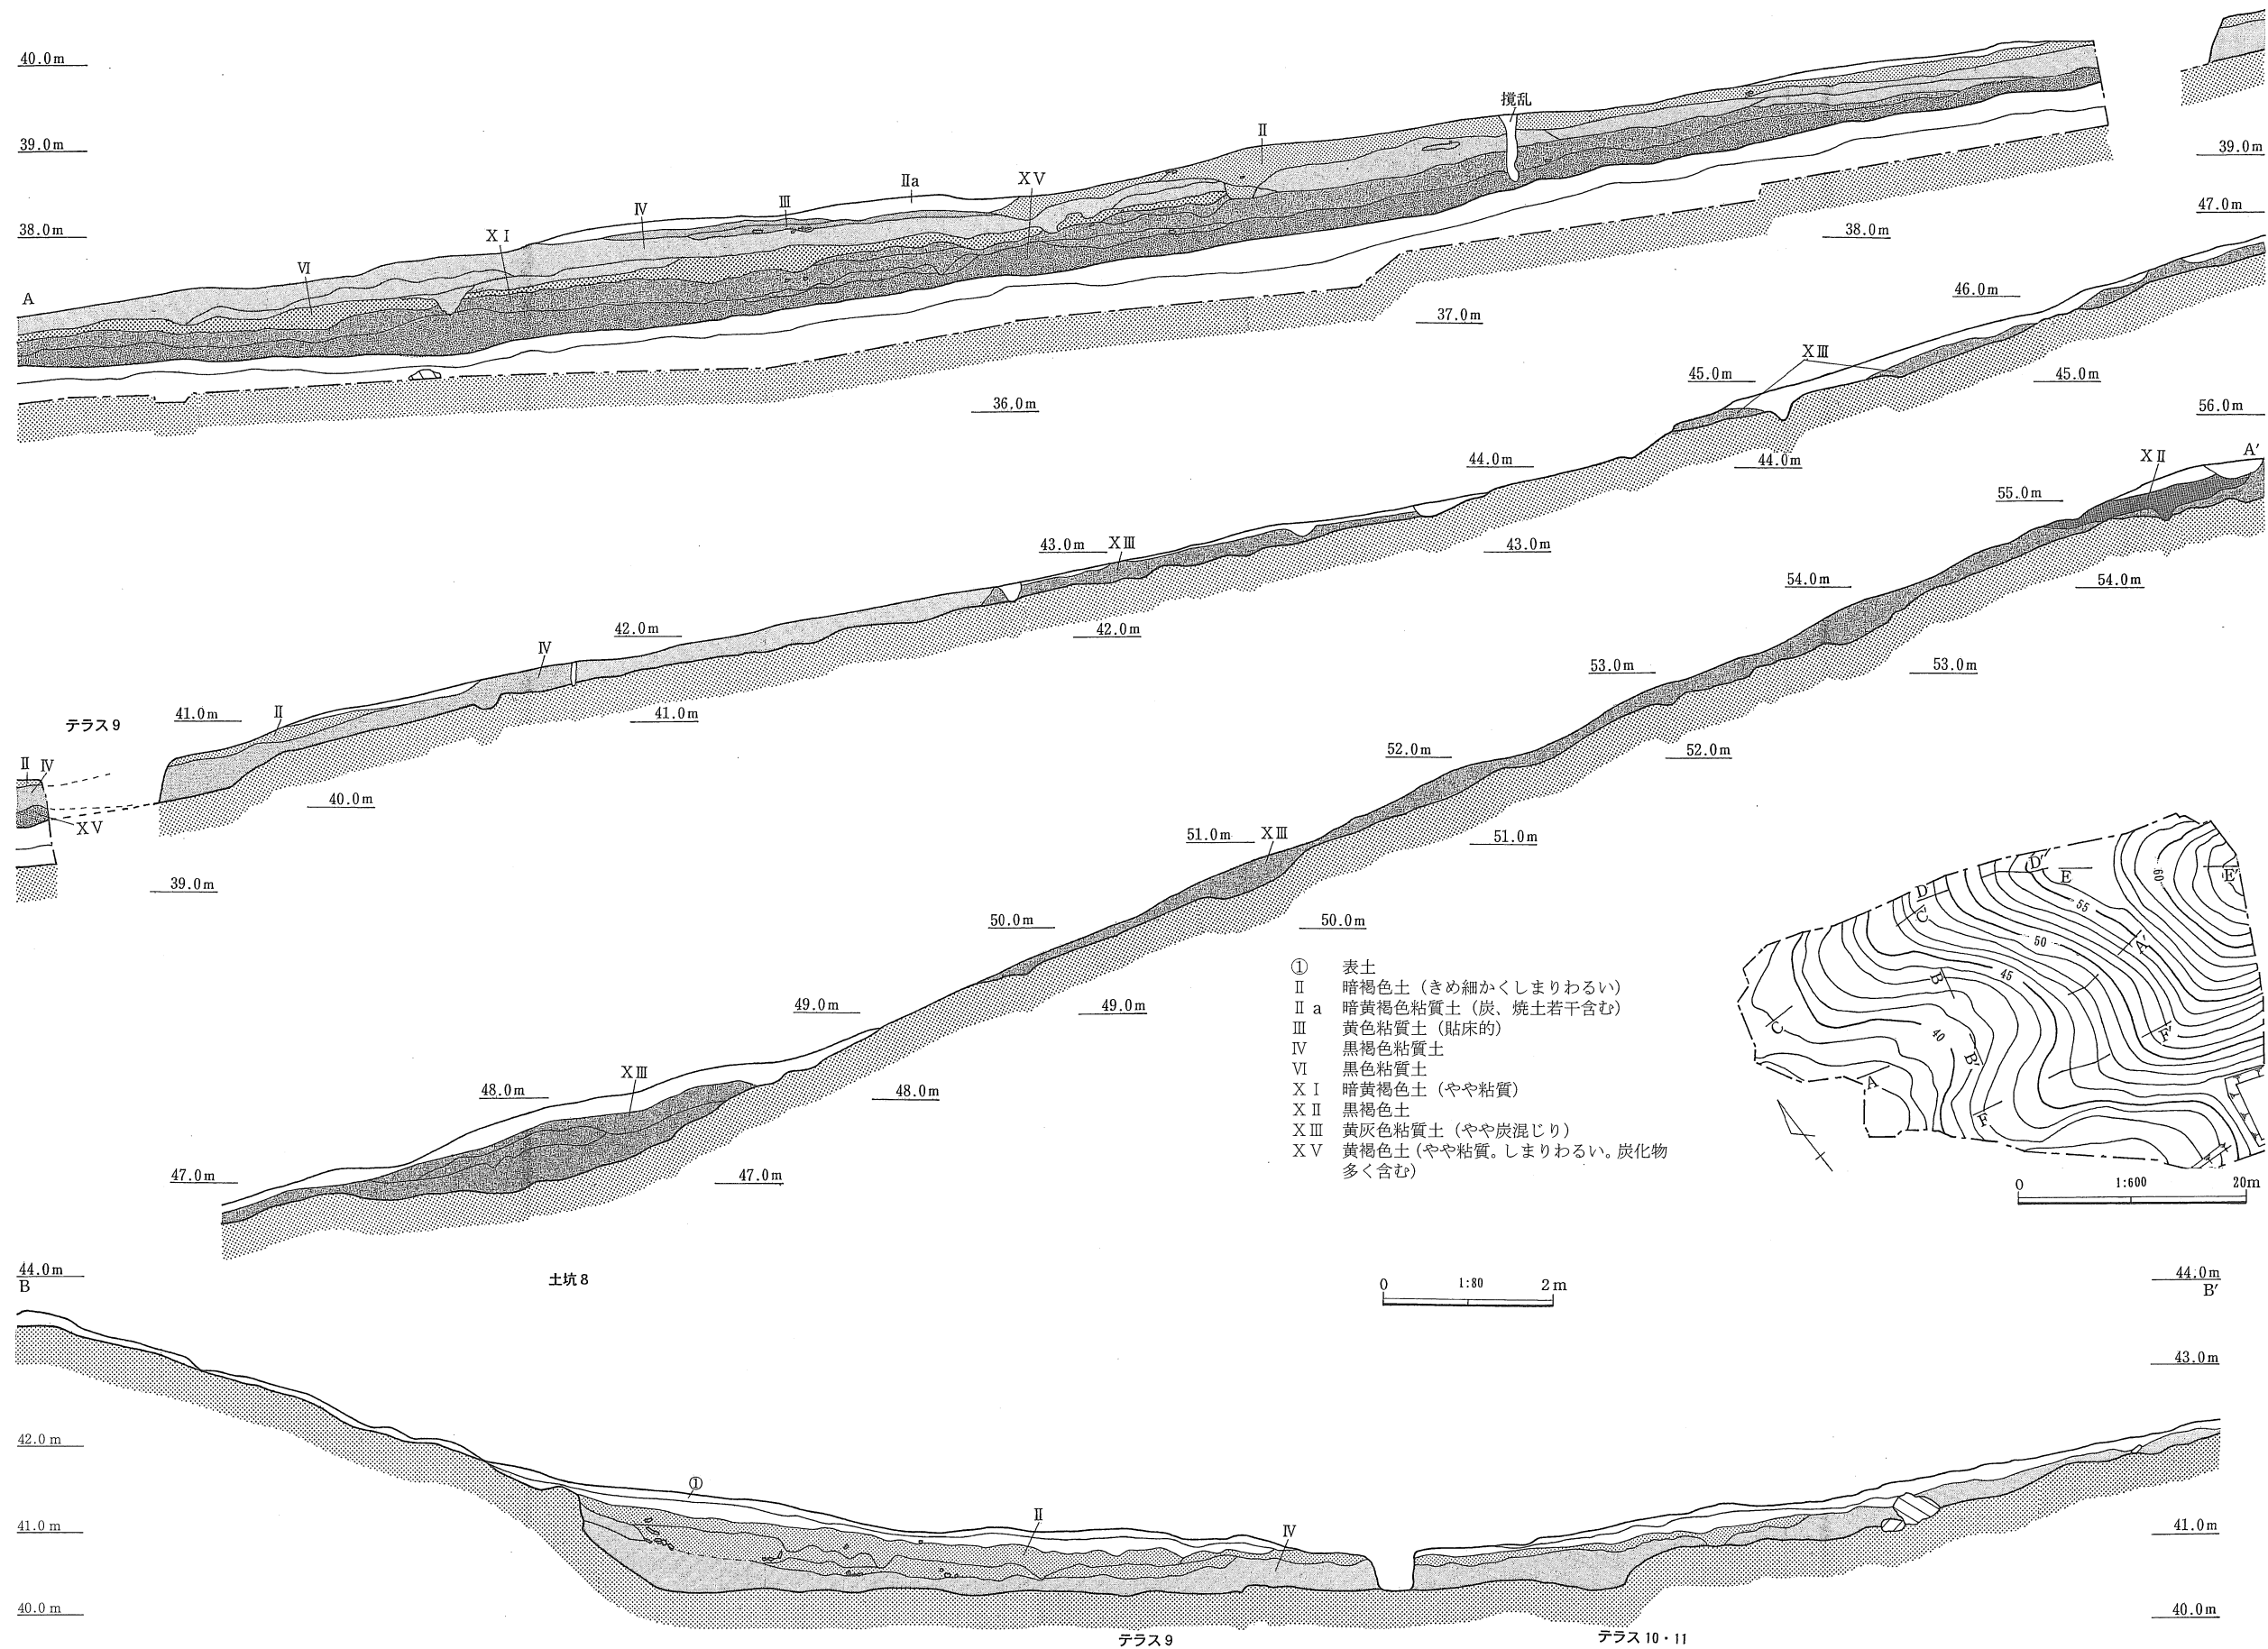 40.0m
39.0m
38.0m
A
Ⅵ
ⅩⅠ
Ⅳ
Ⅲ
Ⅱa
ⅩⅤ
Ⅱ
撹乱
39.0m
38.0m
37.0m
36.0m
47.0m
46.0m
45.0m
ⅩⅢ
45.0m
44.0m
44.0m
43.0m
ⅩⅢ
43.0m
42.0m
42.0m
Ⅳ
41.0m
41.0m
Ⅱ
40.0m
39.0m
テラス9
Ⅱ Ⅳ
ⅩⅤ
56.0m
A′
ⅩⅡ
55.0m
54.0m
54.0m
53.0m
53.0m
52.0m
52.0m
51.0m
ⅩⅢ
51.0m
50.0m
50.0m
49.0m
49.0m
48.0m
ⅩⅢ
48.0m
47.0m
47.0m
① 表土
Ⅱ 暗褐色土（きめ細かくしまりわるい）
Ⅱa 暗黄褐色粘質土（炭、焼土若干含む）
Ⅲ 黄色粘質土（貼床的）
Ⅳ 黒褐色粘質土
Ⅵ 黒色粘質土
ⅩⅠ 暗黄褐色土（やや粘質）
ⅩⅡ 黒褐色土
ⅩⅢ 黄灰色粘質土（やや炭混じり）
ⅩⅤ 黄褐色土（やや粘質。しまりわるい。炭化物
多く含む）
D′
E
E′
60
D
C′
55
50
A′
45
B
C
40
B′
F′
A
F
0 1:600 20m
0 1:80 2m
土坑8
44.0m
B
44.0m
B′
43.0m
42.0m
①
Ⅱ
Ⅳ
41.0m
41.0m
40.0m
40.0m
テラス9
テラス10・11